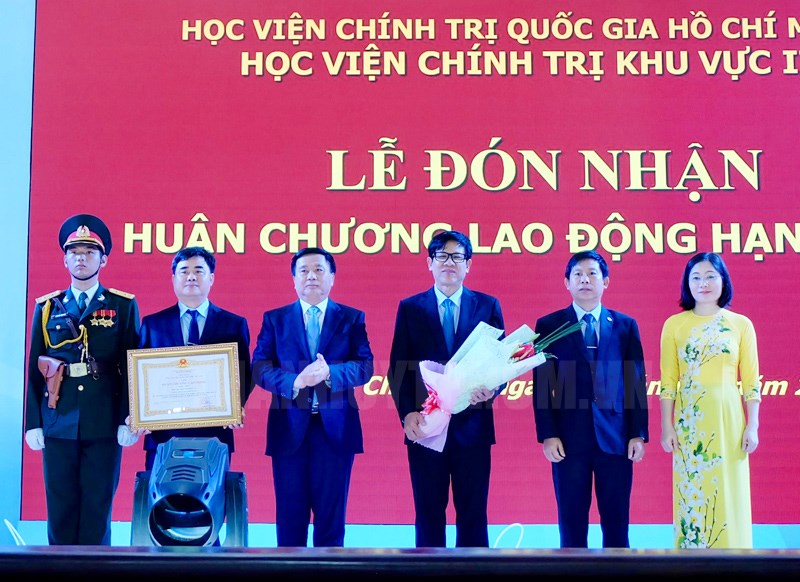 HỌC VIỆN CHÍNH TRỊ QUỐC GIA HỒ CHÍ M
HỌC VIỆN CHÍNH TRỊ KHU VỰC I
LỄ ĐÓN NHẬN
HUÂN CHƯƠNG LAO ĐỘNG HẠN